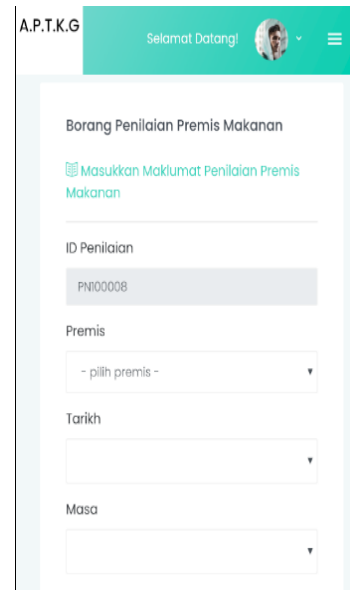 A.P.T.K.G
Selamat Datang!
Borang Penilaian Premis Makanan
Masukkan Maklumat Penilaian Premis
Makanan
ID Penilaian
PN100008
Premis
- pilih premis -
Tarikh
Masa